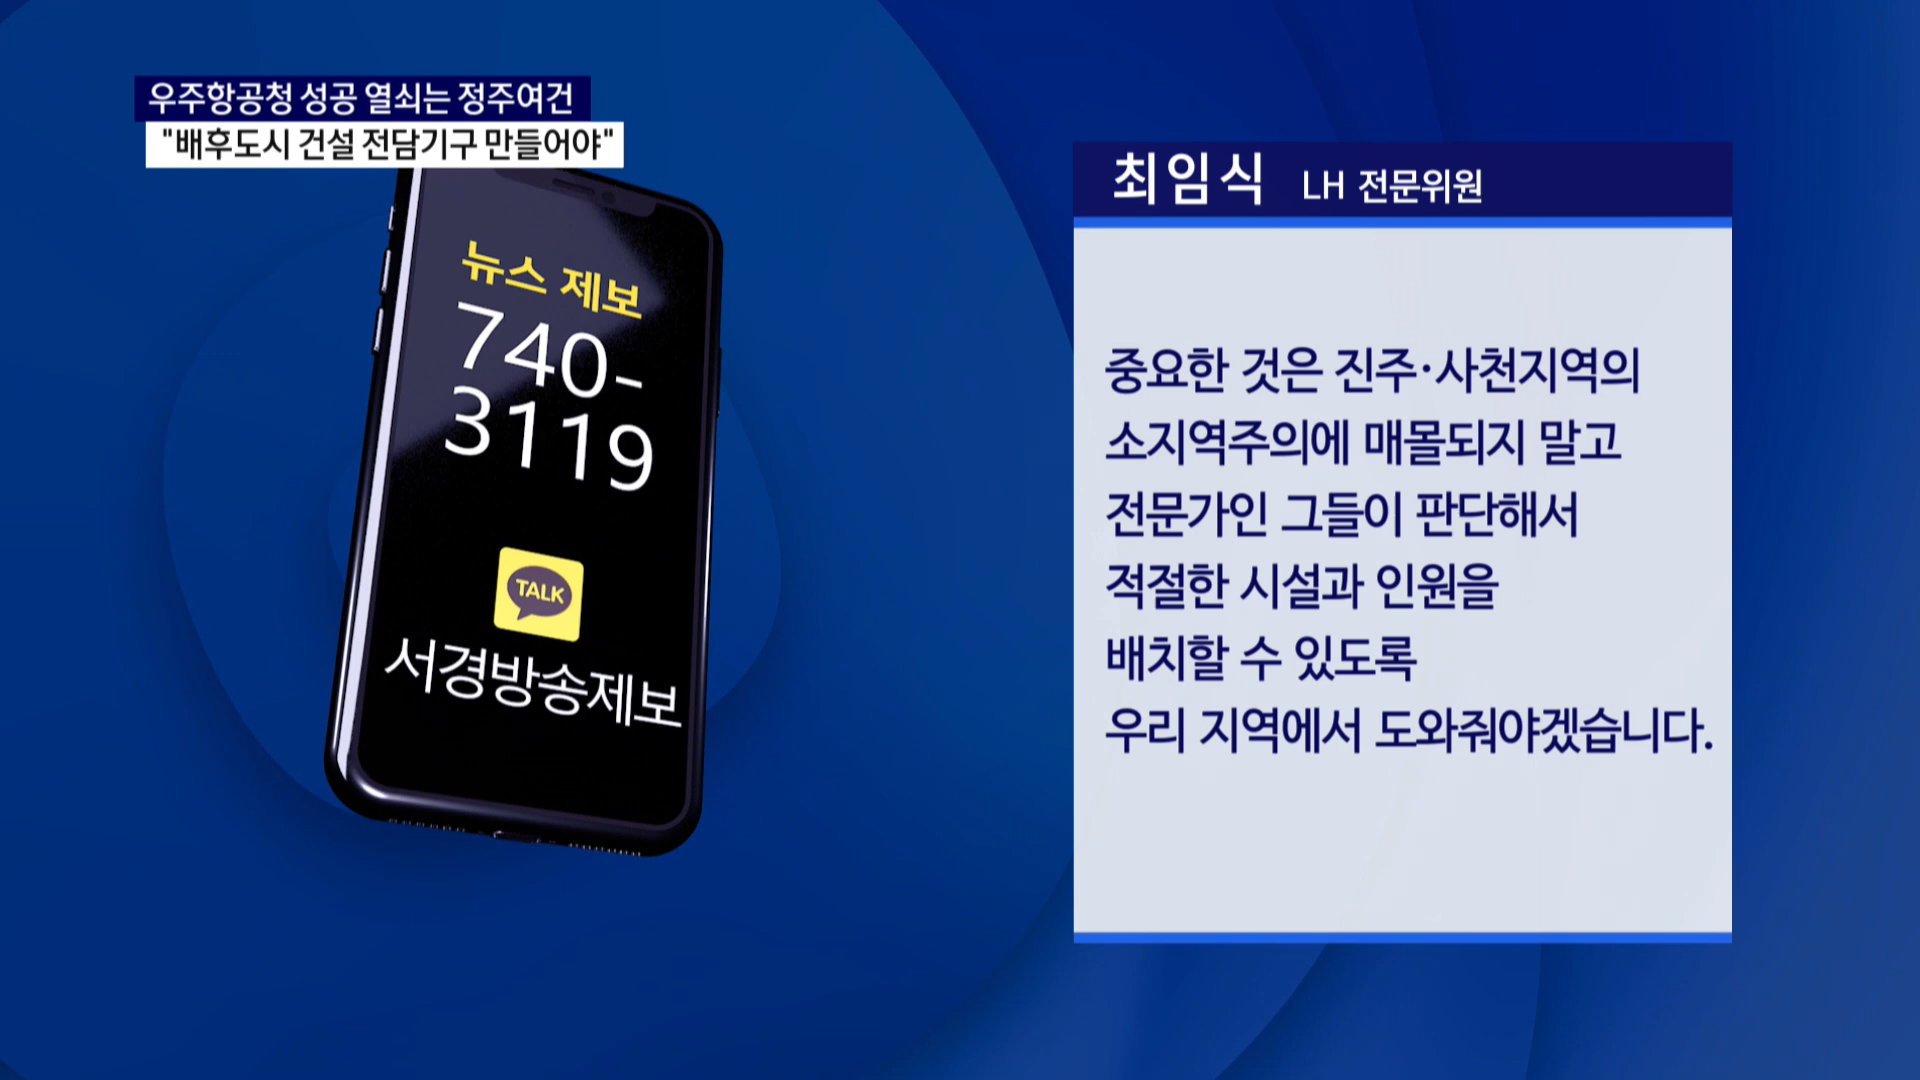 우주항공청 성공 열쇠는 정주여건
"배후도시 건설 전담기구 만들어야"
뉴스 제보
740-
3119
TALK
서경방송제보
최임식 LH 전문위원
중요한 것은 진주·사천지역의
소지역주의에 매몰되지 말고
전문가인 그들이 판단해서
적절한 시설과 인원을
배치할 수 있도록
우리 지역에서 도와줘야겠습니다.